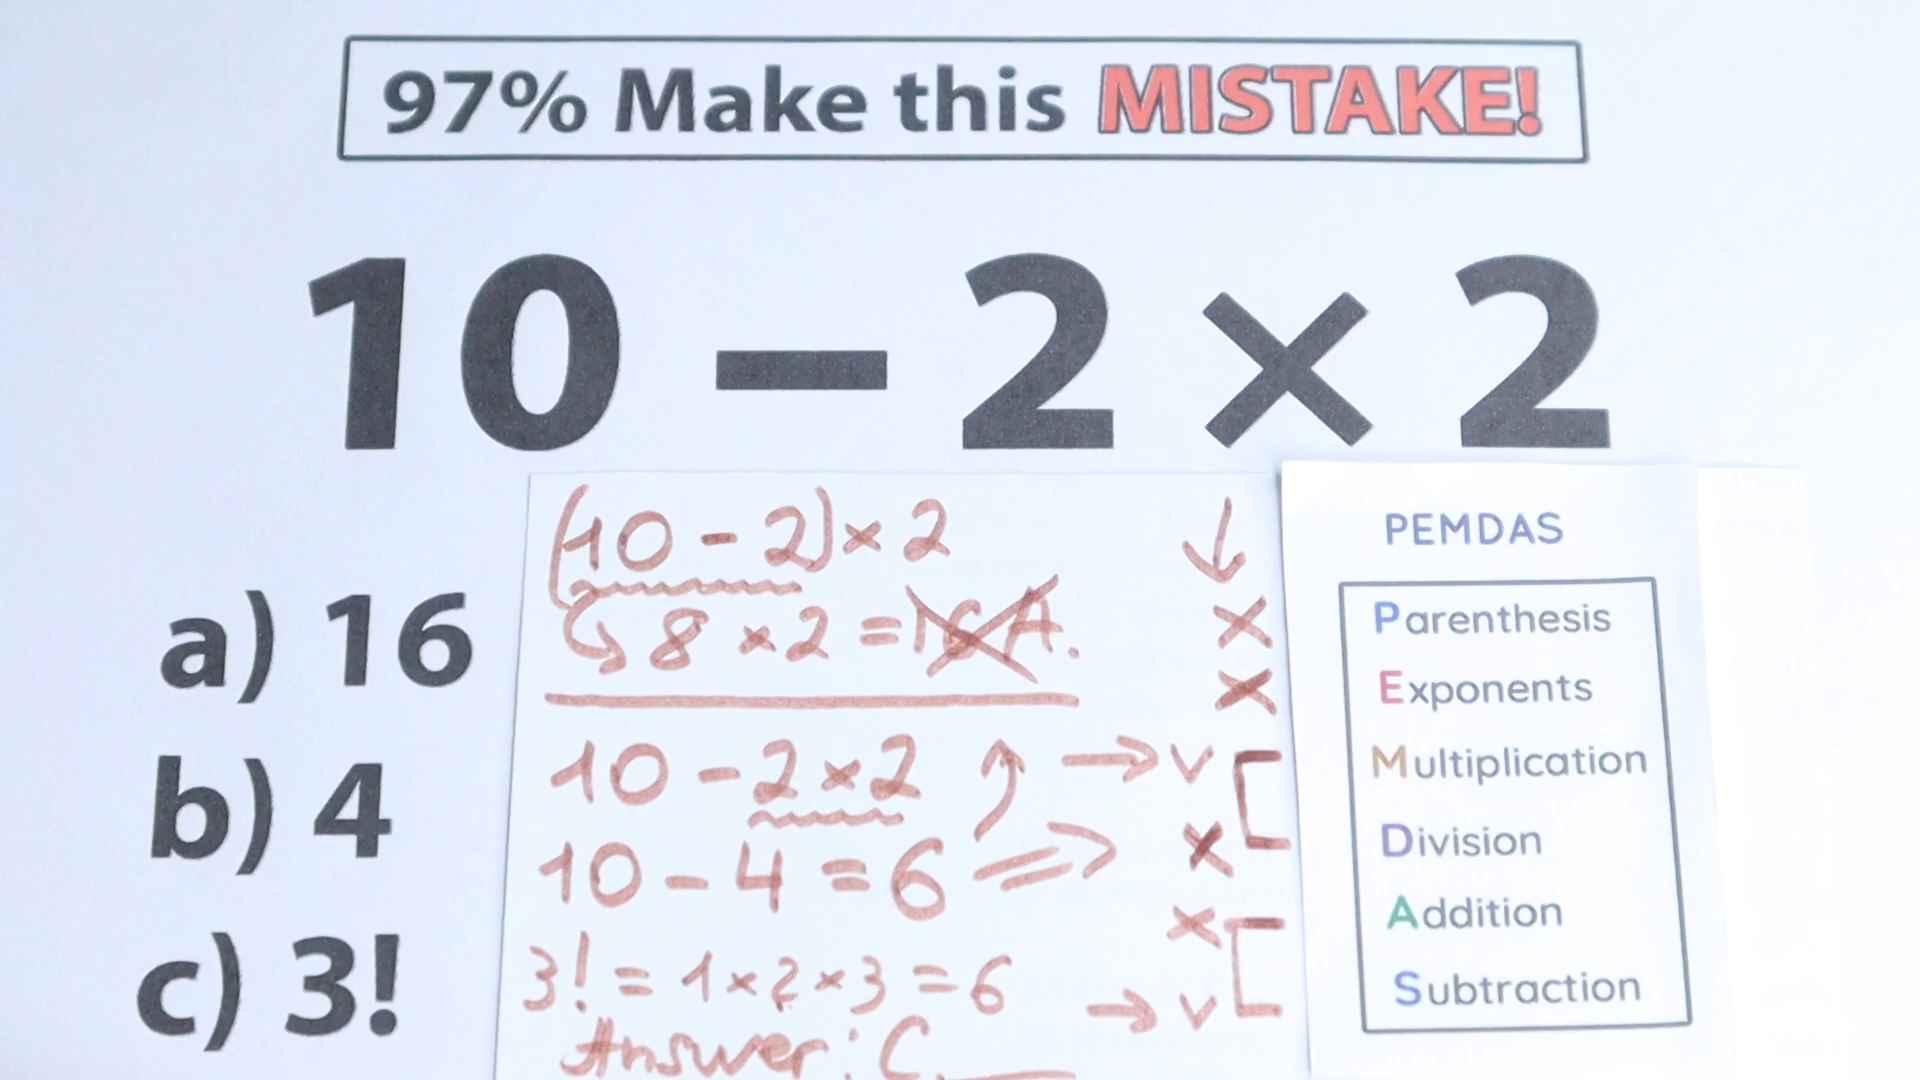 97% Make this MISTAKE!
10 – 2 × 2
a) 16
b) 4
c) 3!
(10 - 2) × 2
8 × 2 = 16 A.
10 - 2 × 2
10 - 4 = 6
3! = 1 × 2 × 3 = 6
Answer: C
PEMDAS
Parenthesis
Exponents
Multiplication
Division
Addition
Subtraction